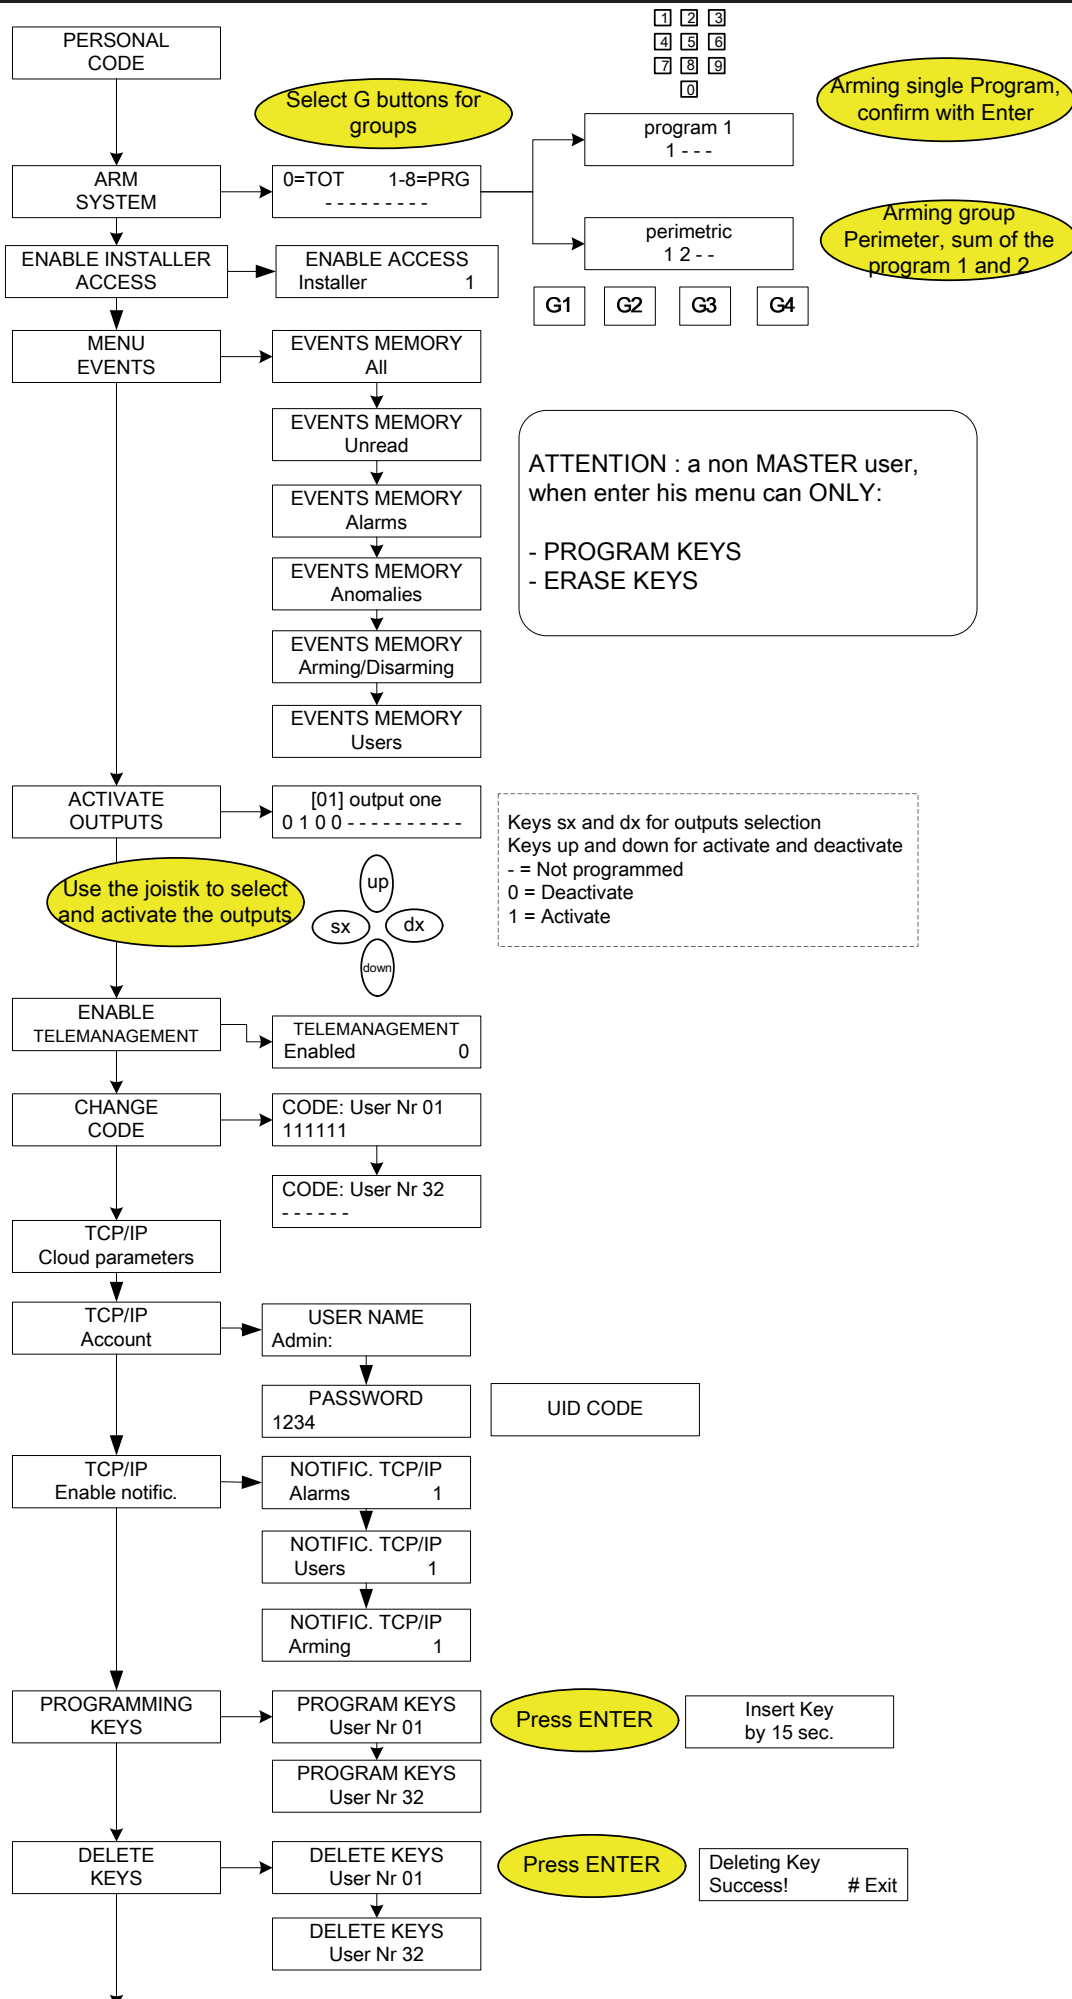 1 2 3
4 5 6
7 8 9
0
PERSONAL
CODE
Select G buttons for
groups
Arming single Program,
confirm with Enter
program 1
1 - - -
ARM
SYSTEM
0=TOT 1-8=PRG
- - - - - - - - -
perimetric
1 2 - -
Arming group
Perimeter, sum of the
program 1 and 2
ENABLE INSTALLER
ACCESS
ENABLE ACCESS
Installer 1
G1 G2 G3 G4
MENU
EVENTS
EVENTS MEMORY
All
EVENTS MEMORY
Unread
EVENTS MEMORY
Alarms
EVENTS MEMORY
Anomalies
EVENTS MEMORY
Arming/Disarming
EVENTS MEMORY
Users
ATTENTION : a non MASTER user,
when enter his menu can ONLY:
- PROGRAM KEYS
- ERASE KEYS
ACTIVATE
OUTPUTS
[01] output one
0 1 0 0 - - - - - - - - - -
Keys sx and dx for outputs selection
Keys up and down for activate and deactivate
- = Not programmed
0 = Deactivate
1 = Activate
Use the joistik to select
and activate the outputs
up
sx dx
down
ENABLE
TELEMANAGEMENT
TELEMANAGEMENT
Enabled 0
CHANGE
CODE
CODE: User Nr 01
111111
CODE: User Nr 32
- - - - - -
TCP/IP
Cloud parameters
TCP/IP
Account
USER NAME
Admin:
PASSWORD
1234
UID CODE
TCP/IP
Enable notific.
NOTIFIC. TCP/IP
Alarms 1
NOTIFIC. TCP/IP
Users 1
NOTIFIC. TCP/IP
Arming 1
PROGRAMMING
KEYS
PROGRAM KEYS
User Nr 01
Press ENTER
Insert Key
by 15 sec.
PROGRAM KEYS
User Nr 32
DELETE
KEYS
DELETE KEYS
User Nr 01
Press ENTER
Deleting Key
Success! # Exit
DELETE KEYS
User Nr 32